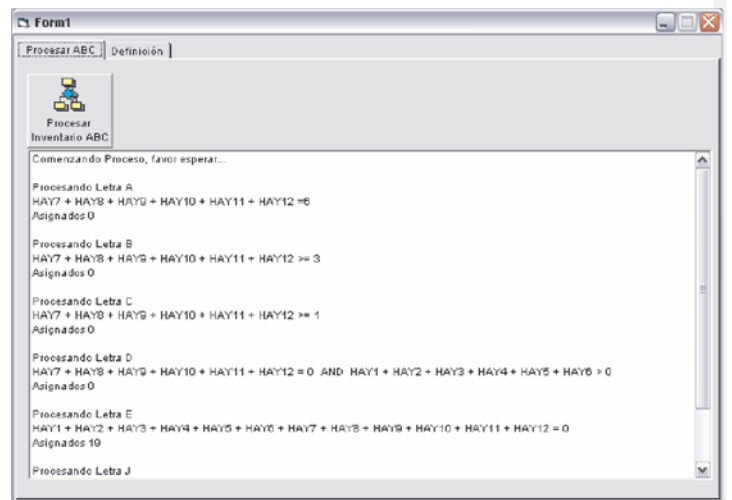 Form1
Procesar ABC
Definición
Procesar
Inventario ABC
Comenzando Proceso, favor esperar...
Procesando Letra A
HAY7 + HAY8 + HAY9 + HAY10 + HAY11 + HAY12 =6
Asignados 0
Procesando Letra B
HAY7 + HAY8 + HAY9 + HAY10 + HAY11 + HAY12 >= 3
Asignados 0
Procesando Letra C
HAY7 + HAY8 + HAY9 + HAY10 + HAY11 + HAY12 >= 1
Asignados 0
Procesando Letra D
HAY7 + HAY8 + HAY9 + HAY10 + HAY11 + HAY12 = 0 AND HAY1 + HAY2 + HAY3 + HAY4 + HAY5 + HAY6 > 0
Asignados 0
Procesando Letra E
HAY1 + HAY2 + HAY3 + HAY4 + HAY5 + HAY6 + HAY7 + HAY8 + HAY9 + HAY10 + HAY11 + HAY12 = 0
Asignados 19
Procesando Letra J